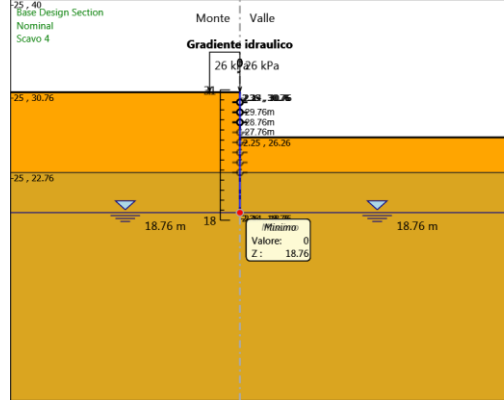 -25, 40
Base Design Section
Nominal
Scavo 4
Monte Valle
Gradiente idraulico
26 kPa 26 kPa
21
-25, 30.76
29.76m
28.76m
27.76m
2.25, 26.26
-25, 22.76
18
18.76 m
18.76 m
Minimo
Valore: 0
Z : 18.76